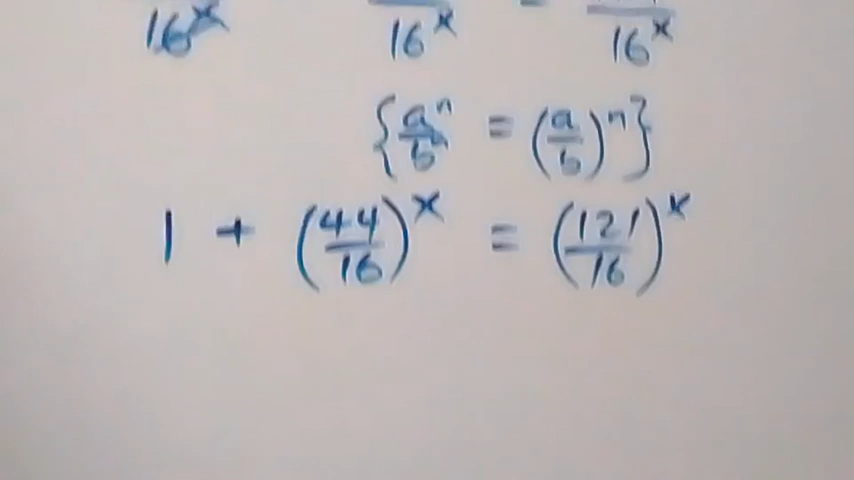 16^x 16^x = 16^x
{a^n/b^n = (a/b)^n}
1 + (44/16)^x = (121/16)^x